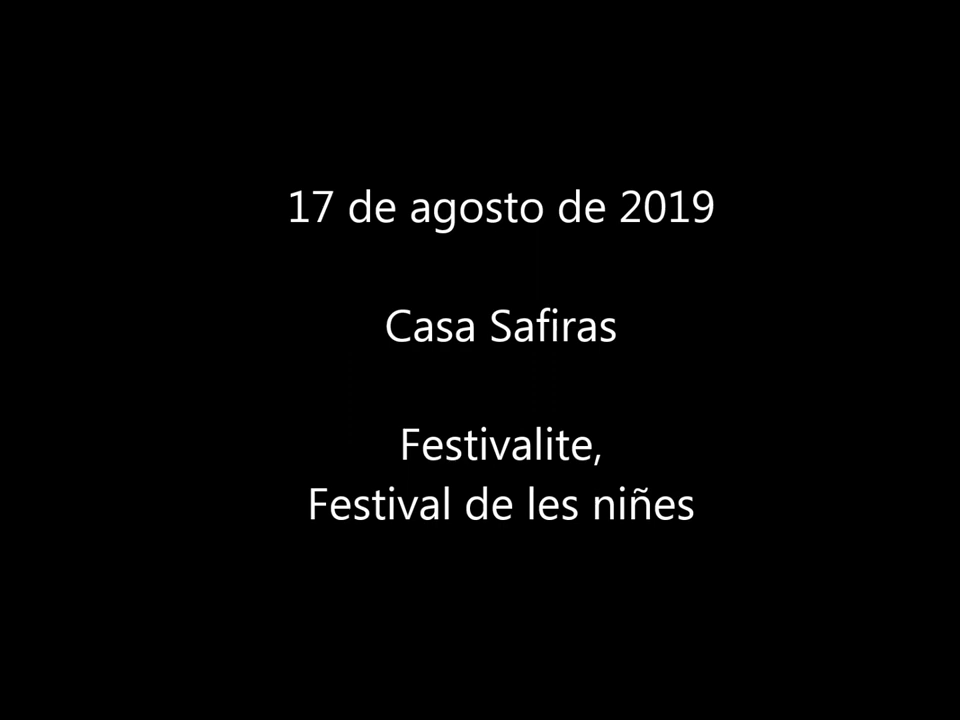 17 de agosto de 2019
Casa Safiras
Festivalite,
Festival de les niñes